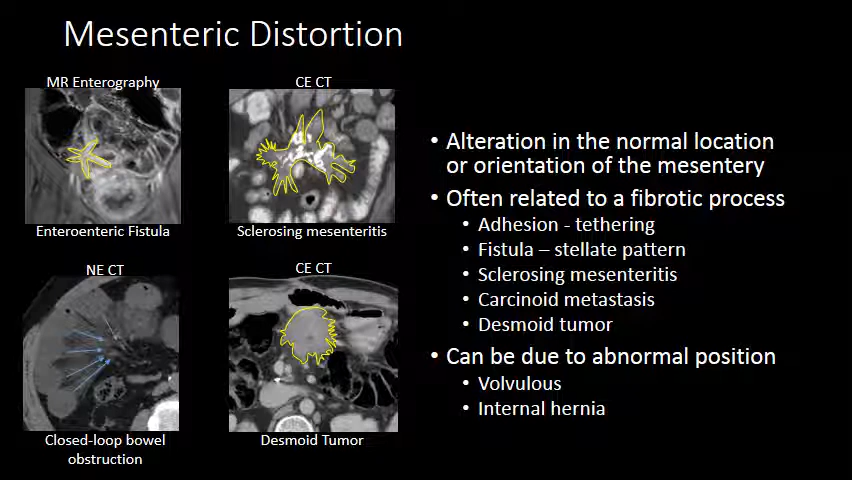 Mesenteric Distortion
MR Enterography
CE CT
Enteroenteric Fistula
Sclerosing mesenteritis
NE CT
CE CT
Closed-loop bowel
obstruction
Desmoid Tumor
• Alteration in the normal location
or orientation of the mesentery
• Often related to a fibrotic process
• Adhesion - tethering
• Fistula – stellate pattern
• Sclerosing mesenteritis
• Carcinoid metastasis
• Desmoid tumor
• Can be due to abnormal position
• Volvulous
• Internal hernia